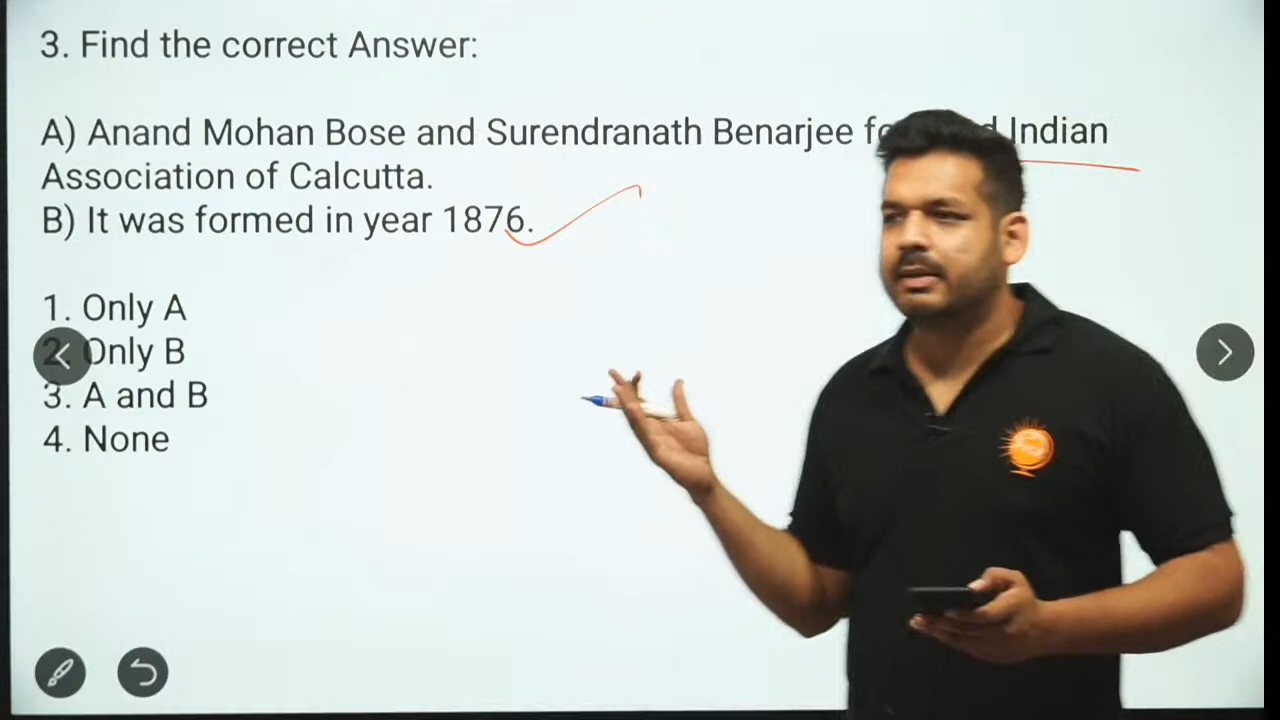 3. Find the correct Answer:
A) Anand Mohan Bose and Surendranath Benarjee Indian
Association of Calcutta.
B) It was formed in year 1876.
1. Only A
2. Only B
3. A and B
4. None